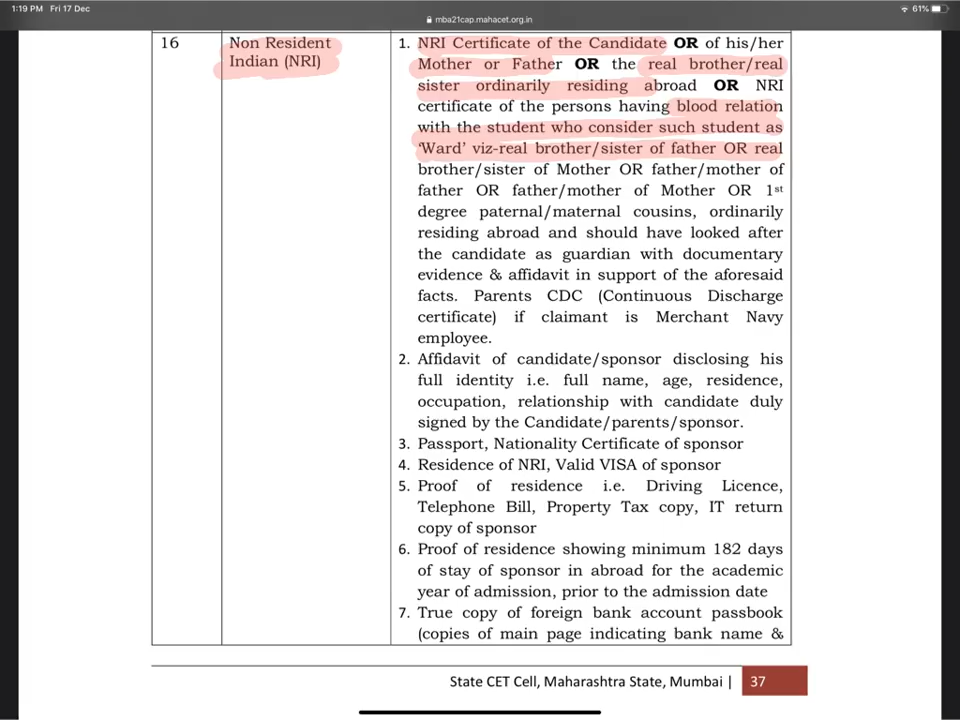 1:19 PM Fri 17 Dec
61%
mba21cap.mahacet.org.in
16
Non Resident
Indian (NRI)
1. NRI Certificate of the Candidate OR of his/her
Mother or Father OR the real brother/real
sister ordinarily residing abroad OR NRI
certificate of the persons having blood relation
with the student who consider such student as
‘Ward’ viz-real brother/sister of father OR real
brother/sister of Mother OR father/mother of
father OR father/mother of Mother OR 1st
degree paternal/maternal cousins, ordinarily
residing abroad and should have looked after
the candidate as guardian with documentary
evidence & affidavit in support of the aforesaid
facts. Parents CDC (Continuous Discharge
certificate) if claimant is Merchant Navy
employee.
2. Affidavit of candidate/sponsor disclosing his
full identity i.e. full name, age, residence,
occupation, relationship with candidate duly
signed by the Candidate/parents/sponsor.
3. Passport, Nationality Certificate of sponsor
4. Residence of NRI, Valid VISA of sponsor
5. Proof of residence i.e. Driving Licence,
Telephone Bill, Property Tax copy, IT return
copy of sponsor
6. Proof of residence showing minimum 182 days
of stay of sponsor in abroad for the academic
year of admission, prior to the admission date
7. True copy of foreign bank account passbook
(copies of main page indicating bank name &
State CET Cell, Maharashtra State, Mumbai | 37